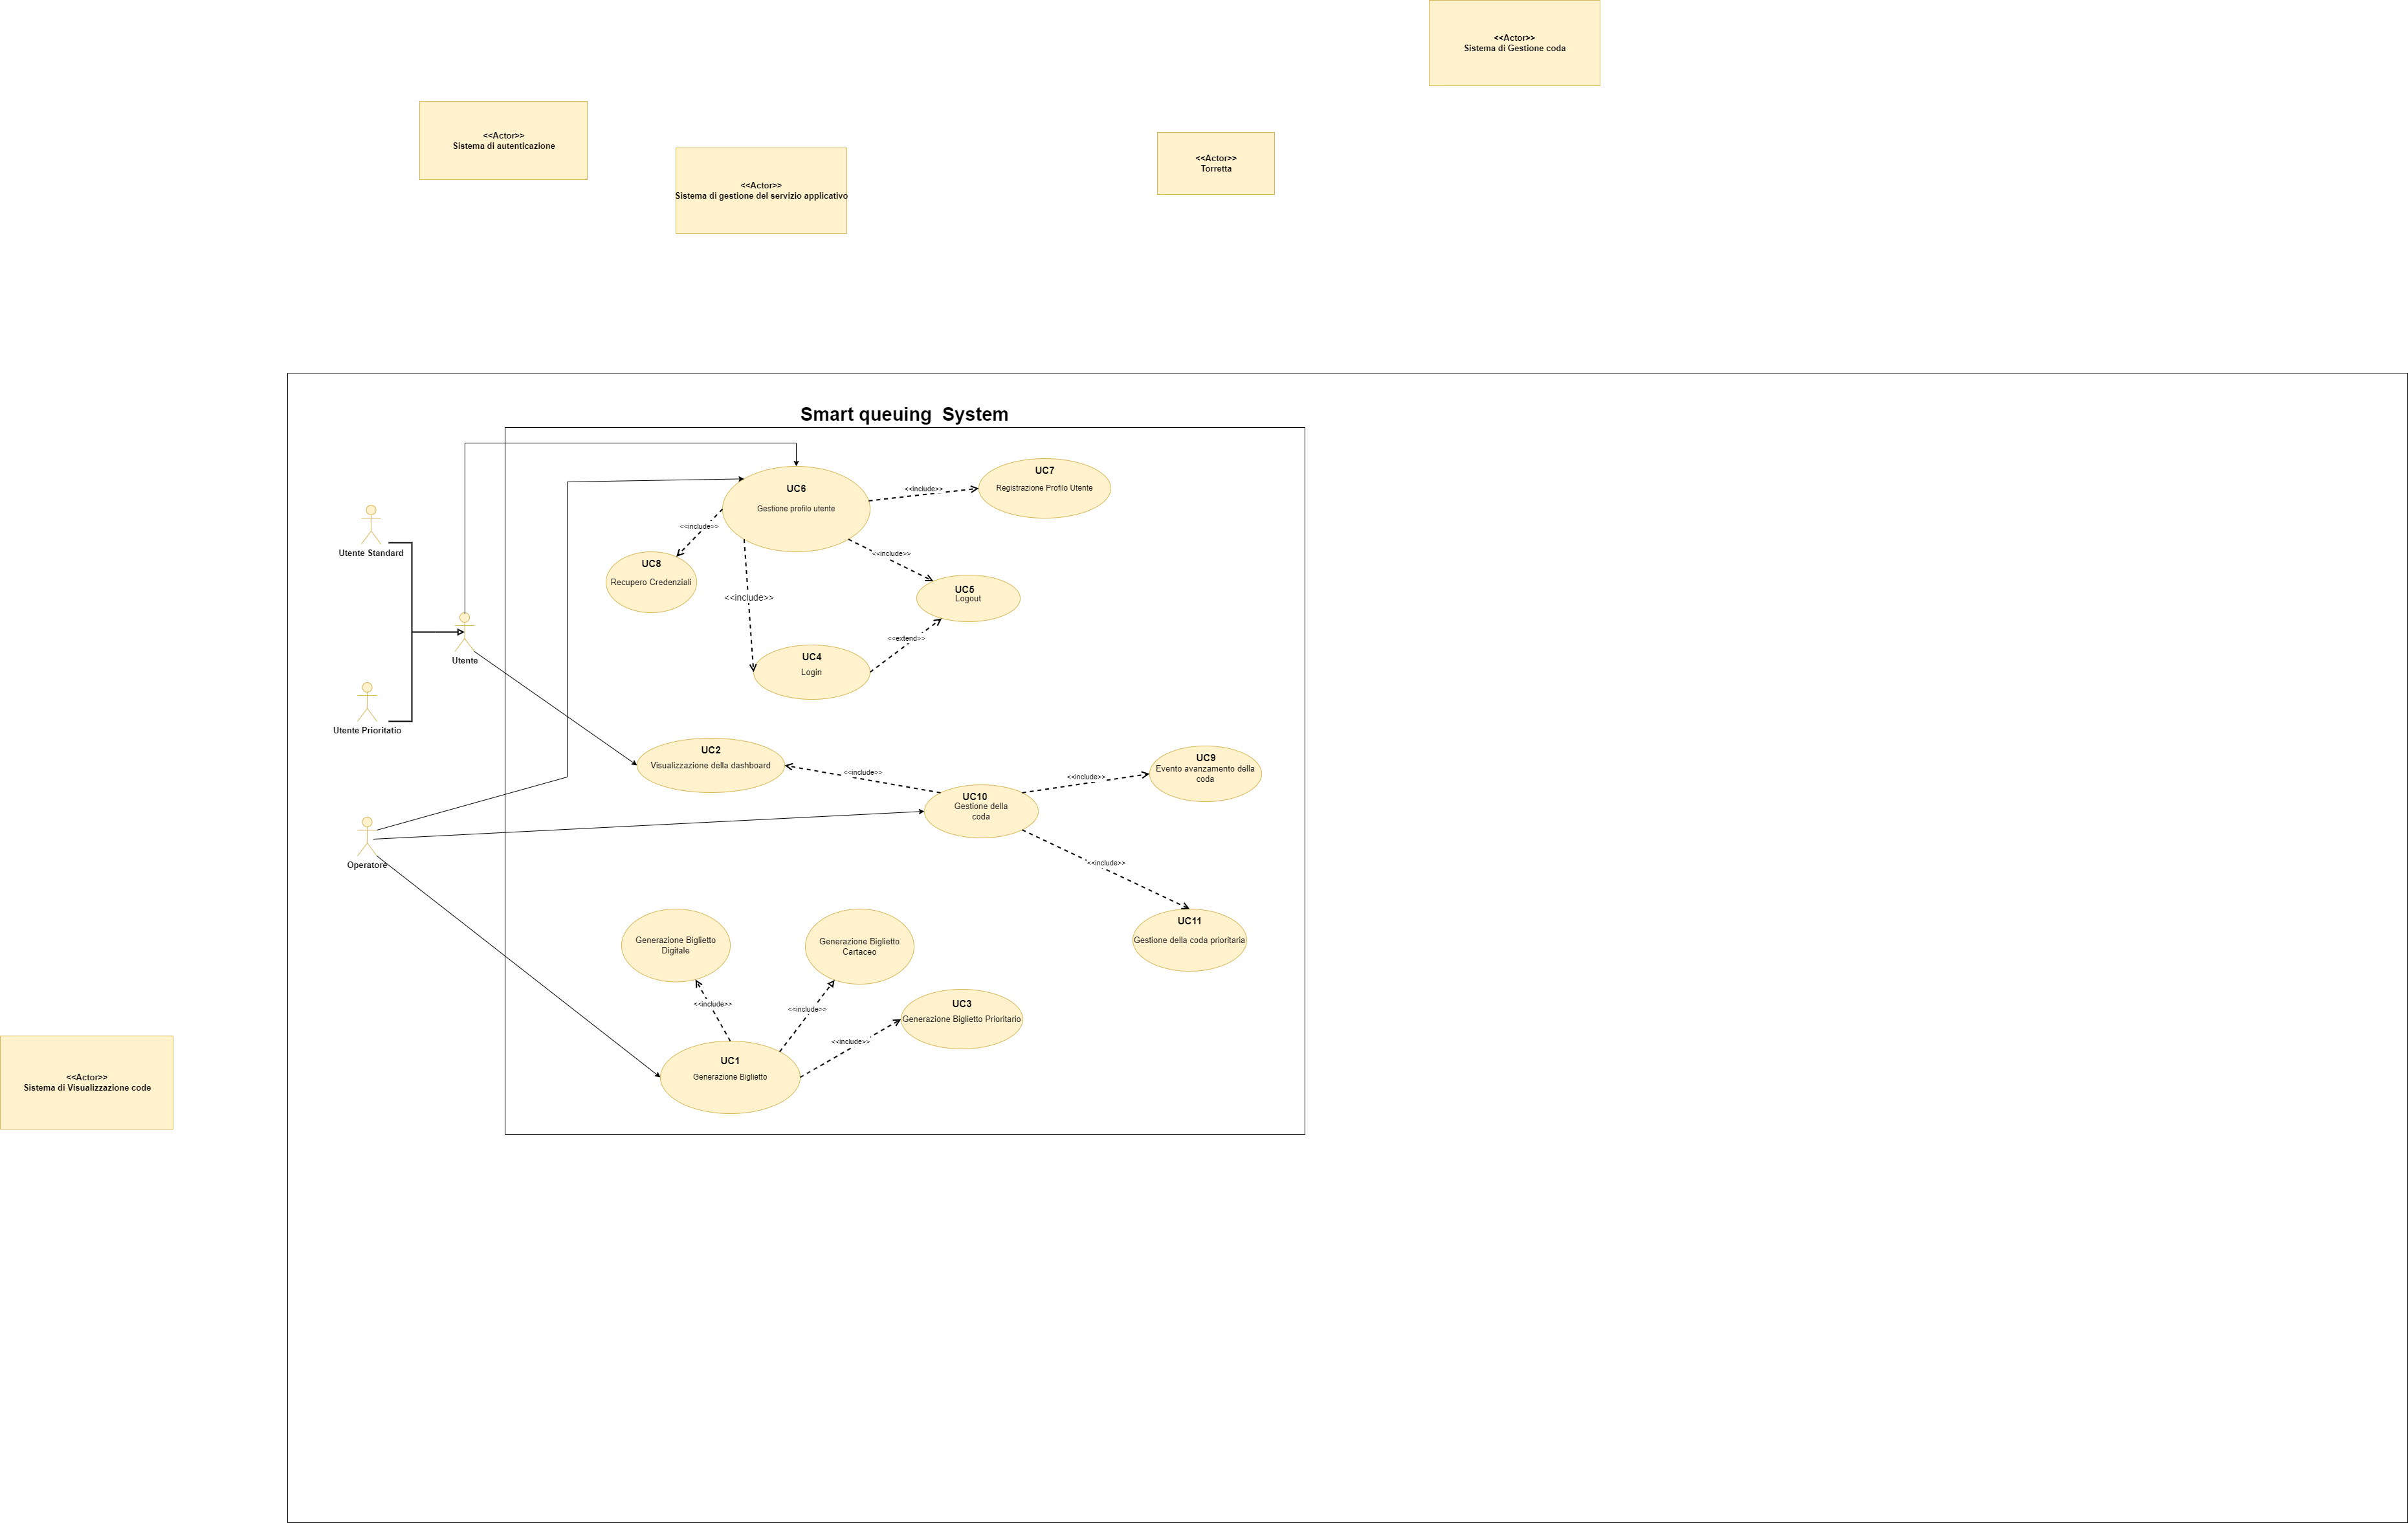 <<Actor>>
Sistema di Gestione coda
<<Actor>>
Sistema di autenticazione
<<Actor>>
Torretta
<<Actor>>
Sistema di gestione del servizio applicativo
Smart queuing  System
UC7
Registrazione Profilo Utente
UC6
Gestione profilo utente
<<include>>
<<include>>
Utente Standard
<<include>>
UC8
Recupero Credenziali
UC5
Logout
<<include>>
<<extend>>
Utente
UC4
Login
Utente Prioritatio
UC2
Visualizzazione della dashboard
<<include>>
<<include>>
UC9
Evento avanzamento della
coda
UC10
Gestione della
coda
Operatore
<<include>>
UC11
Gestione della coda prioritaria
Generazione Biglietto
Digitale
Generazione Biglietto
Cartaceo
<<include>>
<<include>>
UC3
Generazione Biglietto Prioritario
<<include>>
UC1
Generazione Biglietto
<<Actor>>
Sistema di Visualizzazione code